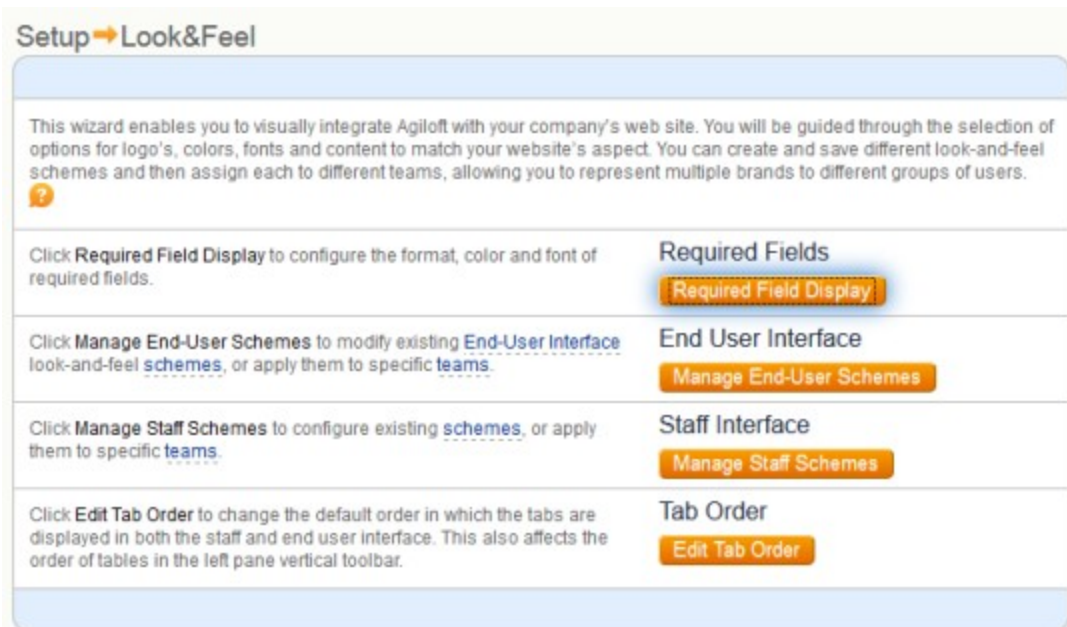 Setup➡Look&Feel
This wizard enables you to visually integrate Agiloft with your company's web site. You will be guided through the selection of
options for logo's, colors, fonts and content to match your website's aspect. You can create and save different look-and-feel
schemes and then assign each to different teams, allowing you to represent multiple brands to different groups of users.
?
Click Required Field Display to configure the format, color and font of
required fields.
Required Fields
Required Field Display
Click Manage End-User Schemes to modify existing End-User Interface
look-and-feel schemes, or apply them to specific teams.
End User Interface
Manage End-User Schemes
Click Manage Staff Schemes to configure existing schemes, or apply
them to specific teams.
Staff Interface
Manage Staff Schemes
Click Edit Tab Order to change the default order in which the tabs are
displayed in both the staff and end user interface. This also affects the
order of tables in the left pane vertical toolbar.
Tab Order
Edit Tab Order